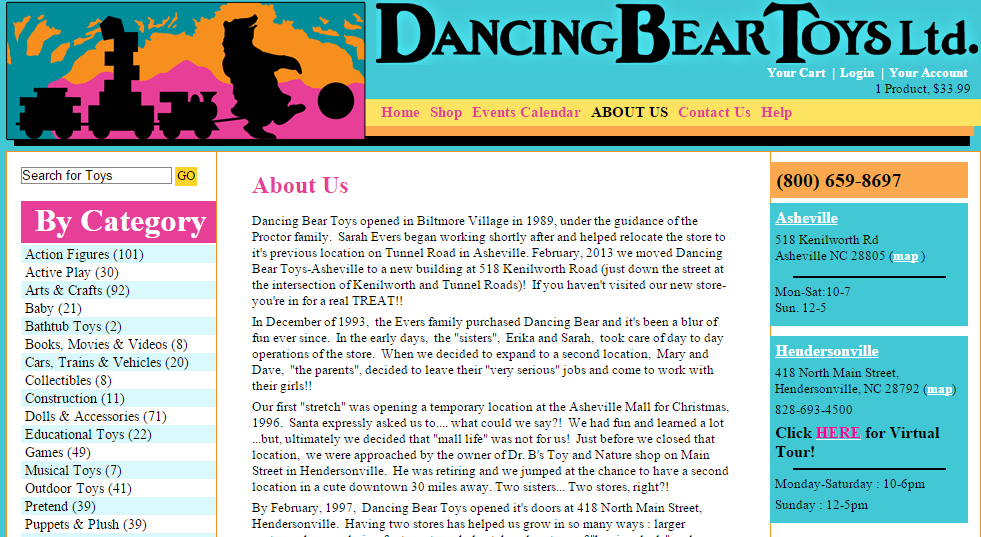 DANCING BEAR TOYS LTD.
Your Cart | Login | Your Account
1 Product, $33.99
Home Shop Events Calendar ABOUT US Contact Us Help
Search for Toys GO
By Category
Action Figures (101)
Active Play (30)
Arts & Crafts (92)
Baby (21)
Bathtub Toys (2)
Books, Movies & Videos (8)
Cars, Trains & Vehicles (20)
Collectibles (8)
Construction (11)
Dolls & Accessories (71)
Educational Toys (22)
Games (49)
Musical Toys (7)
Outdoor Toys (41)
Pretend (39)
Puppets & Plush (39)
About Us
Dancing Bear Toys opened in Biltmore Village in 1989, under the guidance of the
Proctor family. Sarah Evers began working shortly after and helped relocate the store to
it's previous location on Tunnel Road in Asheville. February, 2013 we moved Dancing
Bear Toys-Asheville to a new building at 518 Kenilworth Road (just down the street at
the intersection of Kenilworth and Tunnel Roads)! If you haven't visited our new store-
you're in for a real TREAT!!
In December of 1993, the Evers family purchased Dancing Bear and it's been a blur of
fun ever since. In the early days, the "sisters", Erika and Sarah, took care of day to day
operations of the store. When we decided to expand to a second location, Mary and
Dave, "the parents", decided to leave their "very serious" jobs and come to work with
their girls!!
Our first "stretch" was opening a temporary location at the Asheville Mall for Christmas,
1996. Santa expressly asked us to.... what could we say?! We had fun and learned a lot
...but, ultimately we decided that "mall life" was not for us! Just before we closed that
location, we were approached by the owner of Dr. B's Toy and Nature shop on Main
Street in Hendersonville. He was retiring and we jumped at the chance to have a second
location in a cute downtown 30 miles away. Two sisters... Two stores, right?!
By February, 1997, Dancing Bear Toys opened it's doors at 418 North Main Street,
Hendersonville. Having two stores has helped us grow in so many ways : larger
(800) 659-8697
Asheville
518 Kenilworth Rd
Asheville NC 28805 (map )
Mon-Sat:10-7
Sun. 12-5
Hendersonville
418 North Main Street,
Hendersonville, NC 28792 (map)
828-693-4500
Click HERE for Virtual
Tour!
Monday-Saturday : 10-6pm
Sunday : 12-5pm